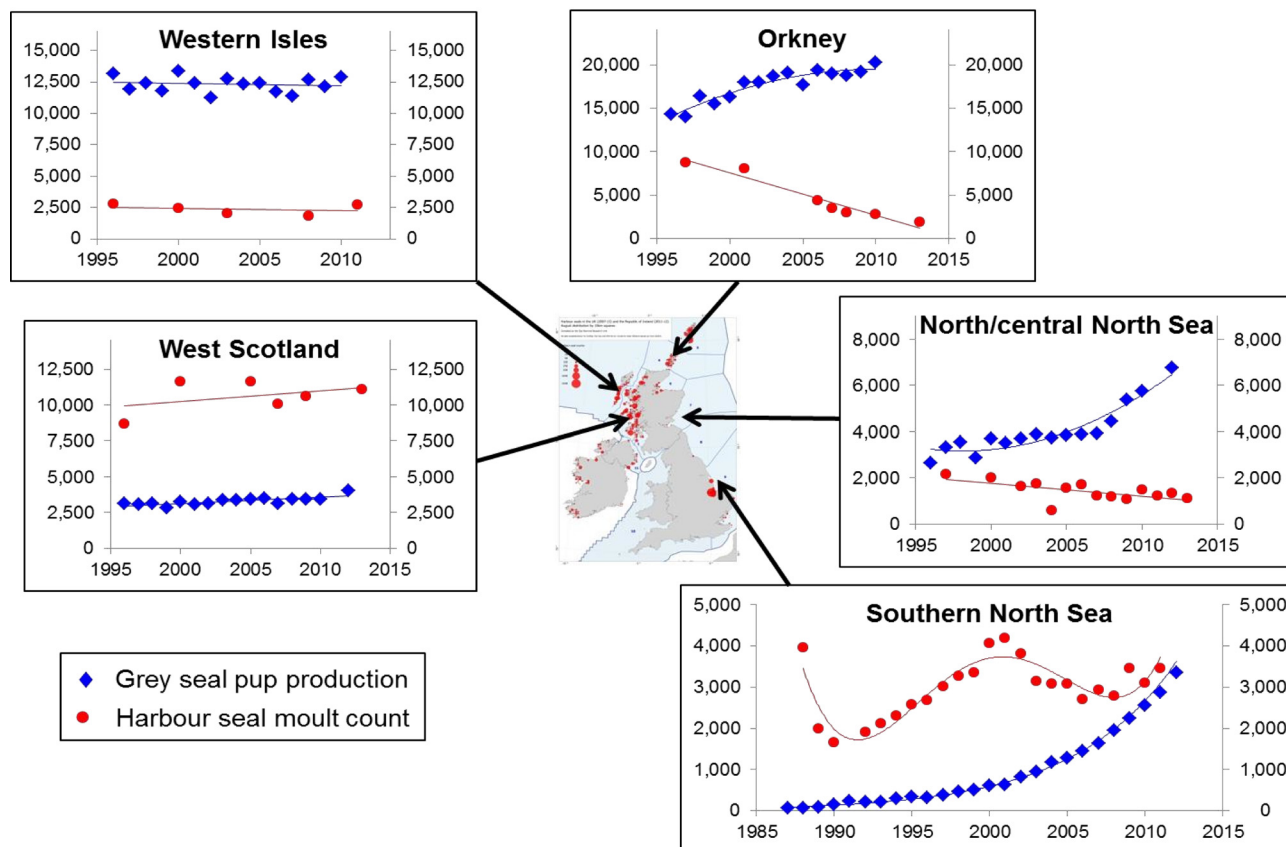 Western Isles
15,000 15,000
12,500 12,500
10,000 10,000
7,500 7,500
5,000 5,000
2,500 2,500
0 0
1995 2000 2005 2010
Orkney
20,000 20,000
15,000 15,000
10,000 10,000
5,000 5,000
0 0
1995 2000 2005 2010 2015
West Scotland
12,500 12,500
10,000 10,000
7,500 7,500
5,000 5,000
2,500 2,500
0 0
1995 2000 2005 2010 2015
North/central North Sea
8,000 8,000
6,000 6,000
4,000 4,000
2,000 2,000
0 0
1995 2000 2005 2010 2015
Southern North Sea
5,000 5,000
4,000 4,000
3,000 3,000
2,000 2,000
1,000 1,000
0 0
1985 1990 1995 2000 2005 2010 2015
Grey seal pup production
Harbour seal moult count